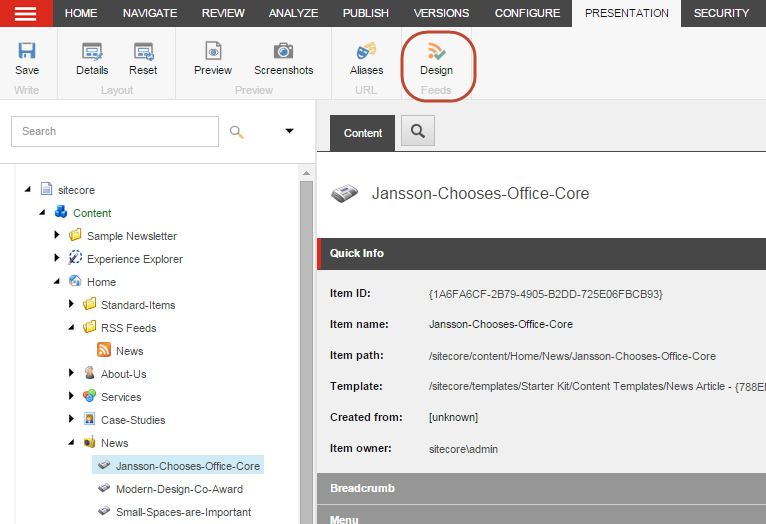 HOME NAVIGATE REVIEW ANALYZE PUBLISH VERSIONS CONFIGURE PRESENTATION SECURITY
Save Details Reset Preview Screenshots Aliases Design
Write Layout Preview URL Feeds
Search
Content
sitecore
Content
Sample Newsletter
Experience Explorer
Home
Standard-Items
RSS Feeds
News
About-Us
Services
Case-Studies
News
Jansson-Chooses-Office-Core
Modern-Design-Co-Award
Small-Spaces-are-Important
Jansson-Chooses-Office-Core
Quick Info
Item ID: {1A6FA6CF-2B79-4905-B2DD-725E06FBCB93}
Item name: Jansson-Chooses-Office-Core
Item path: /sitecore/content/Home/News/Jansson-Chooses-Office-Core
Template: /sitecore/templates/Starter Kit/Content Templates/News Article - {788E
Created from: [unknown]
Item owner: sitecore\admin
Breadcrumb
Menu